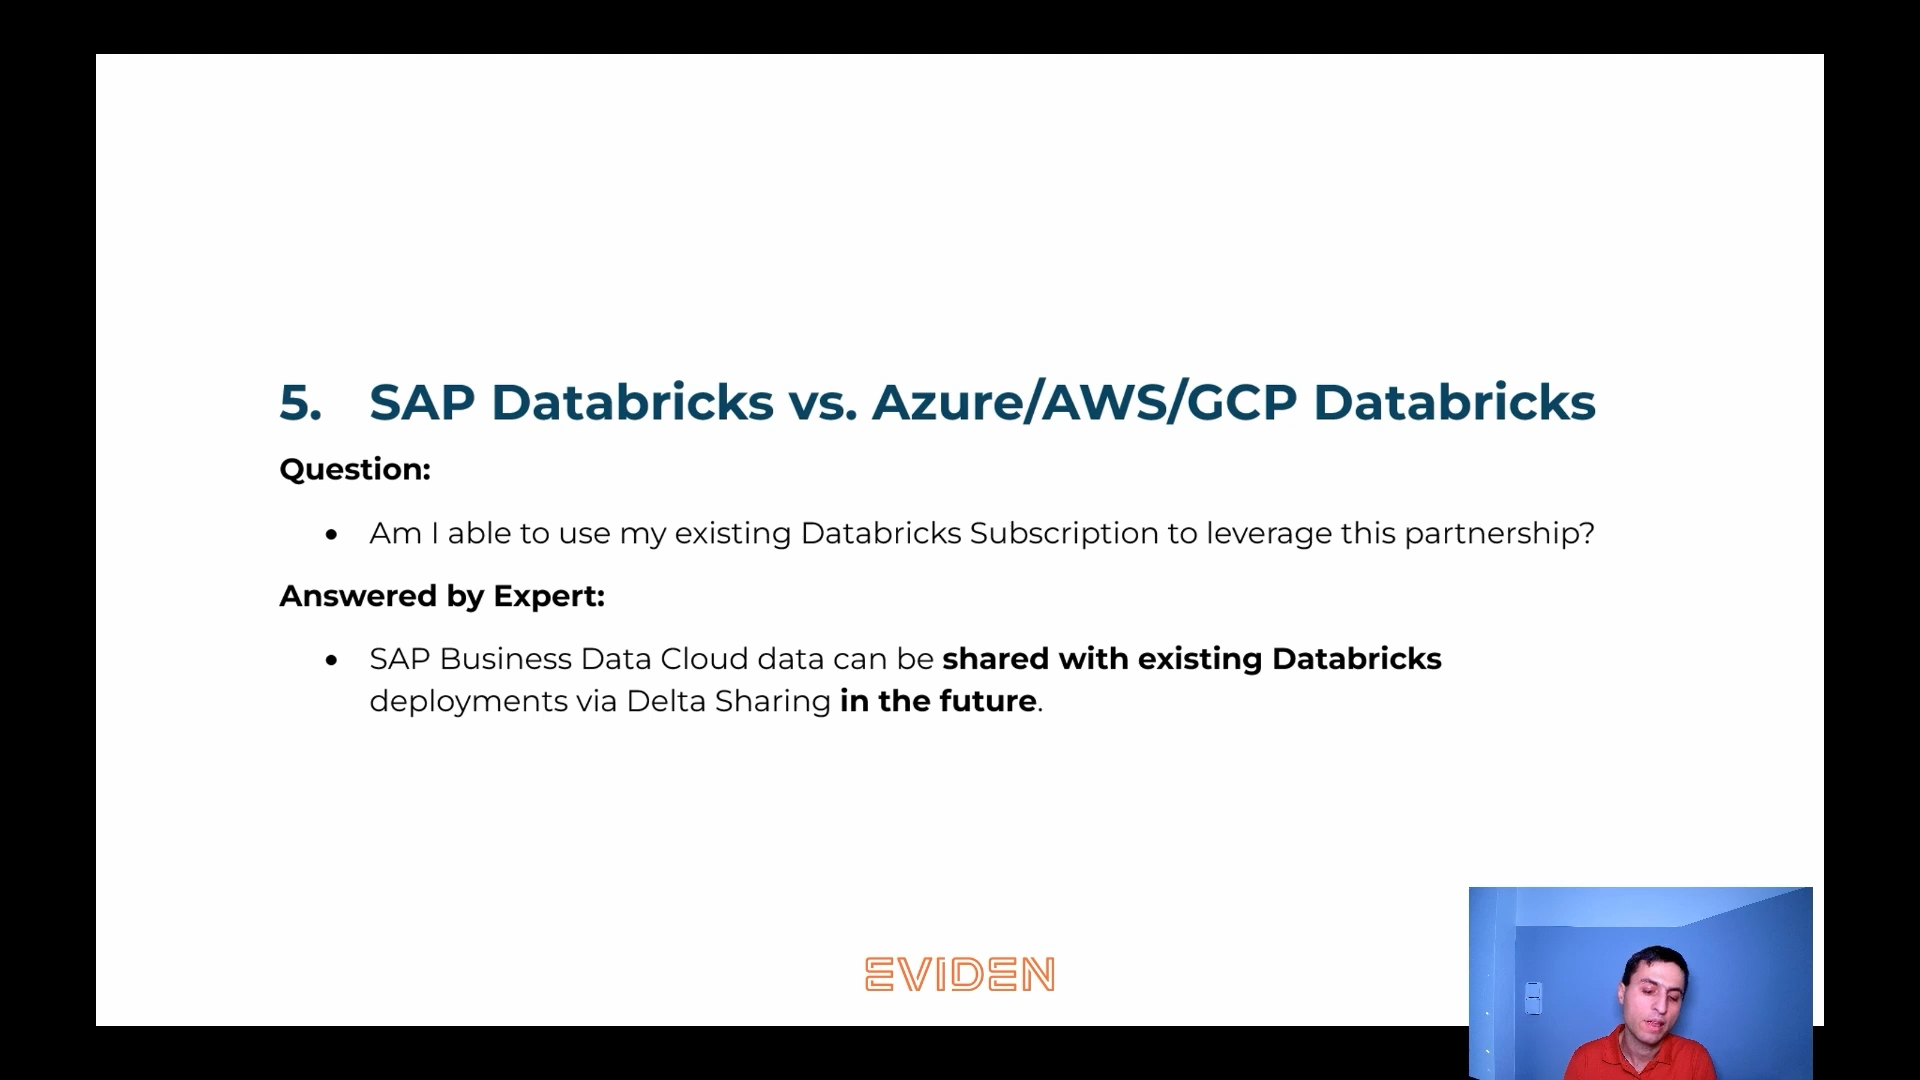 5. SAP Databricks vs. Azure/AWS/GCP Databricks
Question:
• Am I able to use my existing Databricks Subscription to leverage this partnership?
Answered by Expert:
• SAP Business Data Cloud data can be shared with existing Databricks
deployments via Delta Sharing in the future.
EVIDEN